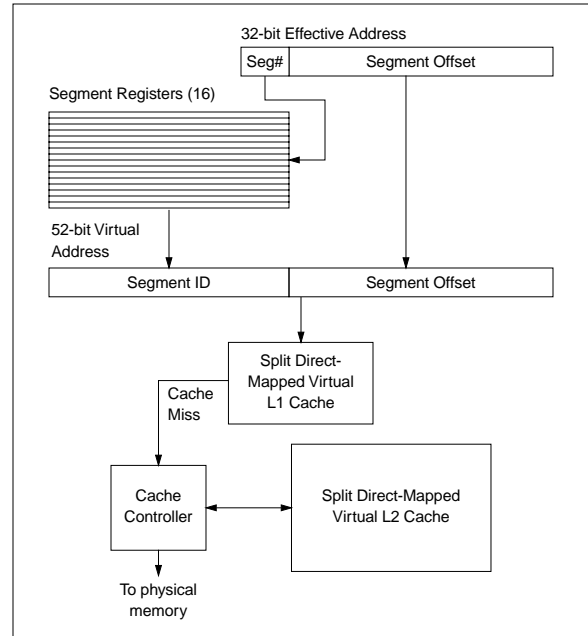 32-bit Effective Address
Seg#
Segment Offset
Segment Registers (16)
52-bit Virtual
Address
Segment ID
Segment Offset
Split Direct-
Mapped Virtual
L1 Cache
Cache
Miss
Cache
Controller
Split Direct-Mapped
Virtual L2 Cache
To physical
memory